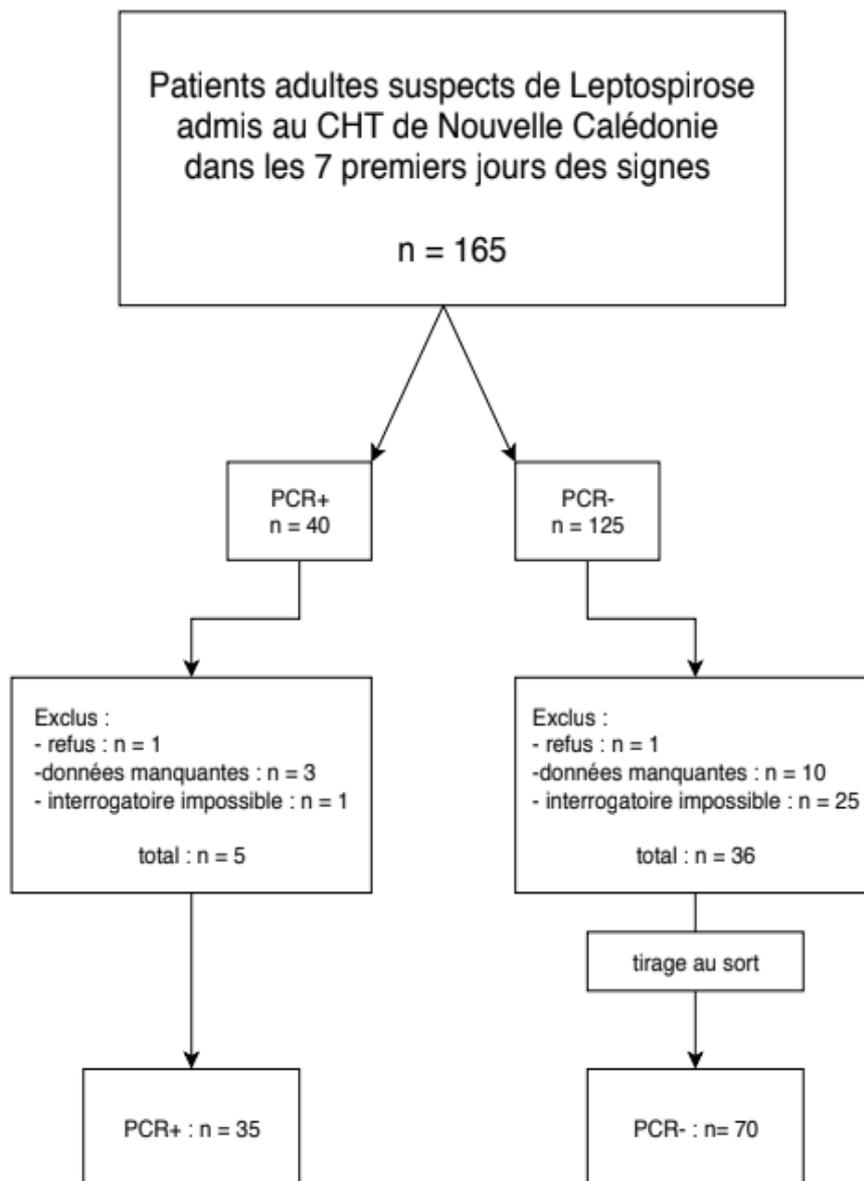 Patients adultes suspects de Leptospirose
admis au CHT de Nouvelle Calédonie
dans les 7 premiers jours des signes
n = 165
PCR+
n = 40
PCR-
n = 125
Exclus :
- refus : n = 1
-données manquantes : n = 3
- interrogatoire impossible : n = 1
total : n = 5
Exclus :
- refus : n = 1
-données manquantes : n = 10
- interrogatoire impossible : n = 25
total : n = 36
tirage au sort
PCR+ : n = 35
PCR- : n= 70